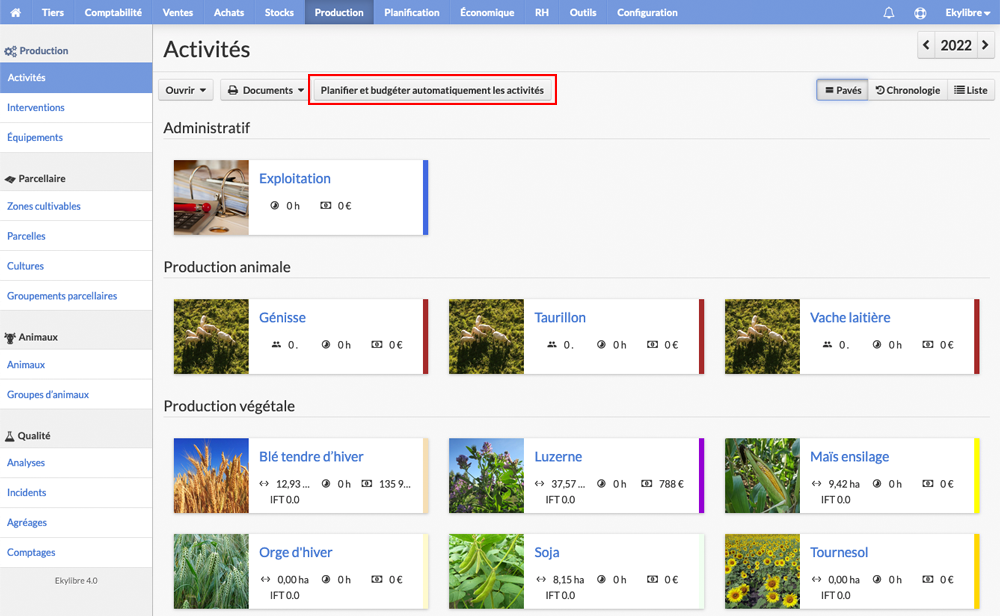 Tiers Comptabilité Ventes Achats Stocks Production Planification Économique RH Outils Configuration Ekylibre
Production
Activités
Interventions
Équipements
Parcellaire
Zones cultivables
Parcelles
Cultures
Groupements parcellaires
Animaux
Animaux
Groupes d'animaux
Qualité
Analyses
Incidents
Agréages
Comptages
Ekylibre 4.0
Activités
2022
Ouvrir Documents Planifier et budgéter automatiquement les activités Pavés Chronologie Liste
Administratif
Exploitation
0 h 0 €
Production animale
Génisse
0 . 0 h 0 €
Taurillon
0 . 0 h 0 €
Vache laitière
0 . 0 h 0 €
Production végétale
Blé tendre d'hiver
12,93 ... 0 h 135 9...
IFT 0.0
Luzerne
37,57 ... 0 h 788 €
IFT 0.0
Maïs ensilage
9,42 ha 0 h 0 €
IFT 0.0
Orge d'hiver
0,00 ha 0 h 0 €
IFT 0.0
Soja
8,15 ha 0 h 0 €
IFT 0.0
Tournesol
0,00 ha 0 h 0 €
IFT 0.0